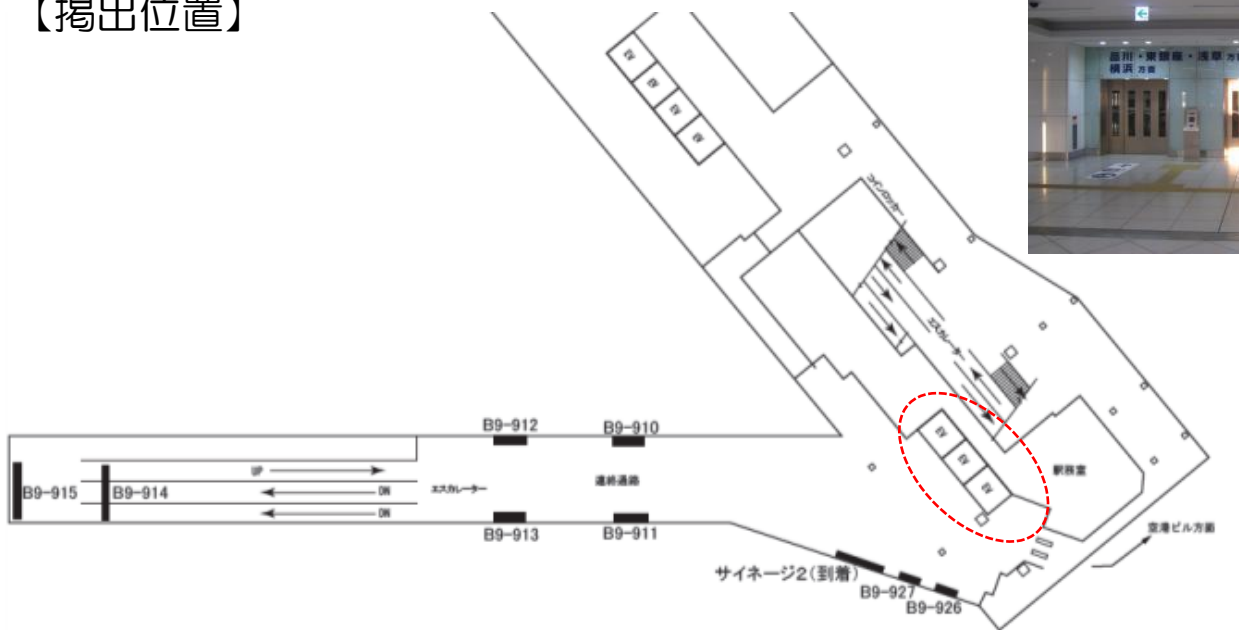 【掲出位置】
品川・東銀座・浅草 方面
横浜 方面
EV
EV
EV
EV
コインロッカー
エスカレーター
EV
EV
EV
駅務室
空港ビル方面
B9-912
B9-910
B9-915
B9-914
UP
DN
DN
エスカレーター
連絡通路
B9-913
B9-911
サイネージ2(到着)
B9-927
B9-926